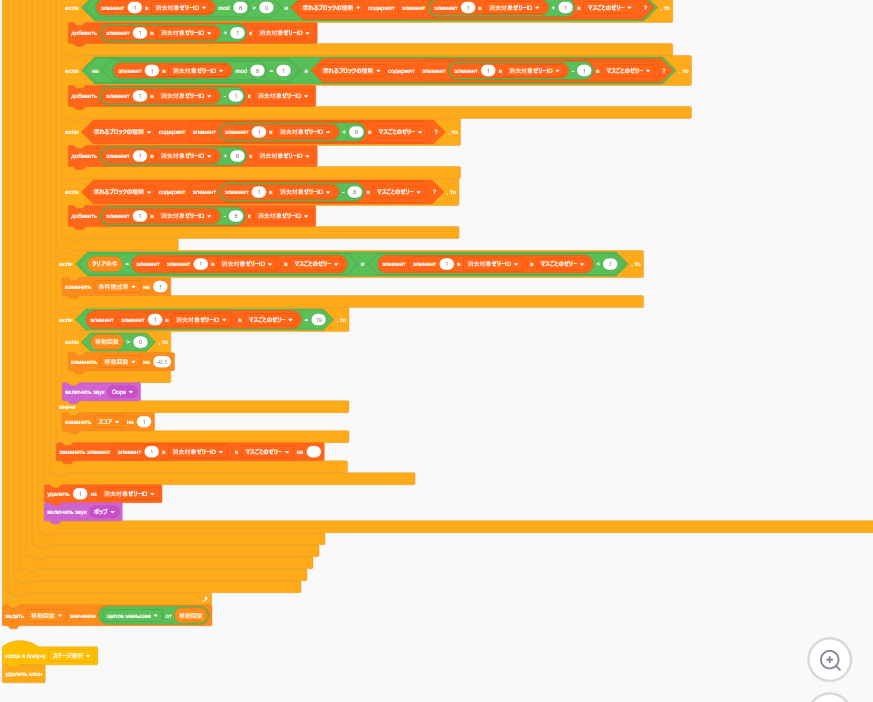 если элемент 1 в 消去対象ゼリーID mod 8 > 0 и 壊れるブロックの種類 содержит элемент элемент 1 в 消去対象ゼリーID + 1 в マスごとのゼリー ? , то
добавить элемент 1 в 消去対象ゼリーID + 1 к 消去対象ゼリーID
если не элемент 1 в 消去対象ゼリーID mod 8 = 1 и 壊れるブロックの種類 содержит элемент элемент 1 в 消去対象ゼリーID - 1 в マスごとのゼリー ? , то
добавить элемент 1 в 消去対象ゼリーID - 1 к 消去対象ゼリーID
если 壊れるブロックの種類 содержит элемент элемент 1 в 消去対象ゼリーID + 8 в マスごとのゼリー ? , то
добавить элемент 1 в 消去対象ゼリーID + 8 к 消去対象ゼリーID
если 壊れるブロックの種類 содержит элемент элемент 1 в 消去対象ゼリーID - 8 в マスごとのゼリー ? , то
добавить элемент 1 в 消去対象ゼリーID - 8 к 消去対象ゼリーID
если クリア条件 = элемент элемент 1 в 消去対象ゼリーID в マスごとのゼリー и элемент элемент 1 в 消去対象ゼリーID в マスごとのゼリー < 7 , то
изменить 条件達成率 на 1
если элемент элемент 1 в 消去対象ゼリーID в マスごとのゼリー = 19 , то
если 移動回数 > 0 , то
изменить 移動回数 на -0.1
включить звук Oops
иначе
изменить スコア на 1
заменить элемент элемент 1 в 消去対象ゼリーID в マスごとのゼリー на
удалить 1 из 消去対象ゼリーID
включить звук ポップ
задать 移動回数 значение целое меньшее от 移動回数
когда я получу ステージ選択
удалить клон